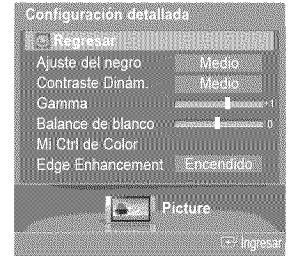 Configuración detallada
Regresar
Ajuste del negro Medio
Contraste Dinám. Medio
Gamma +1
Balance de blanco 0
Mi Ctrl de Color
Edge Enhancement Encendido
Picture
Ingresar